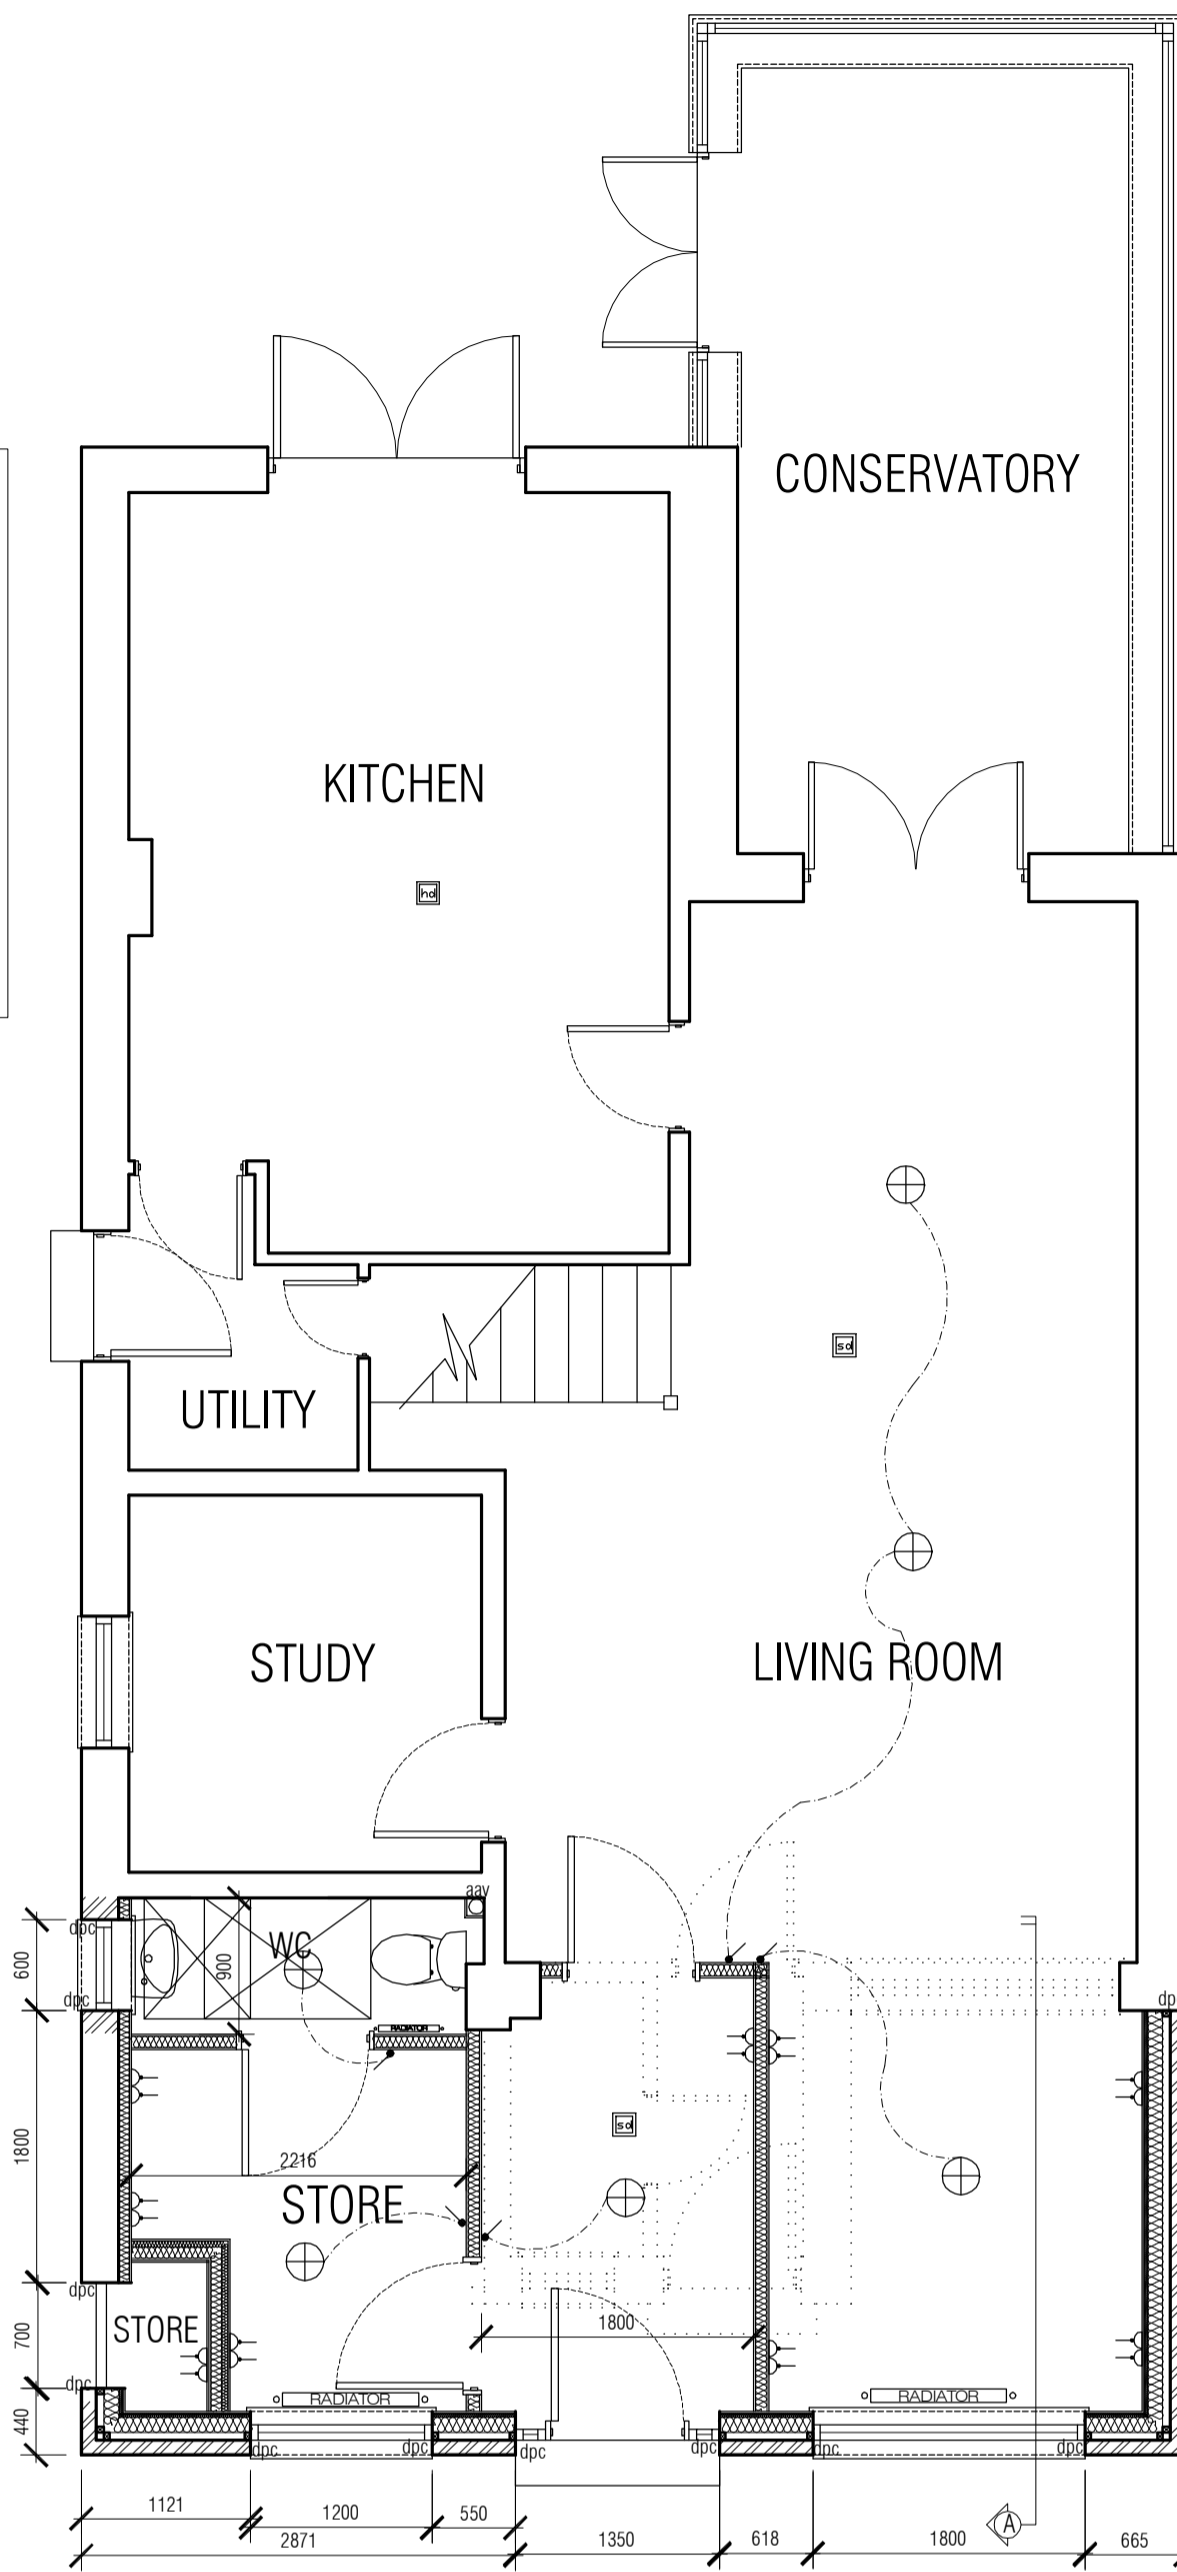 CONSERVATORY
KITCHEN
hd
sd
UTILITY
STUDY
LIVING ROOM
aav
dpc
WC
600
900
dpc
dpc
RADIATOR
1800
sd
2216
STORE
dpc
STORE
700
1800
dpc
RADIATOR
RADIATOR
440
dpc
dpc
dpc
dpc
dpc
dpc
1121
1200
550
2871
1350
618
A
1800
665